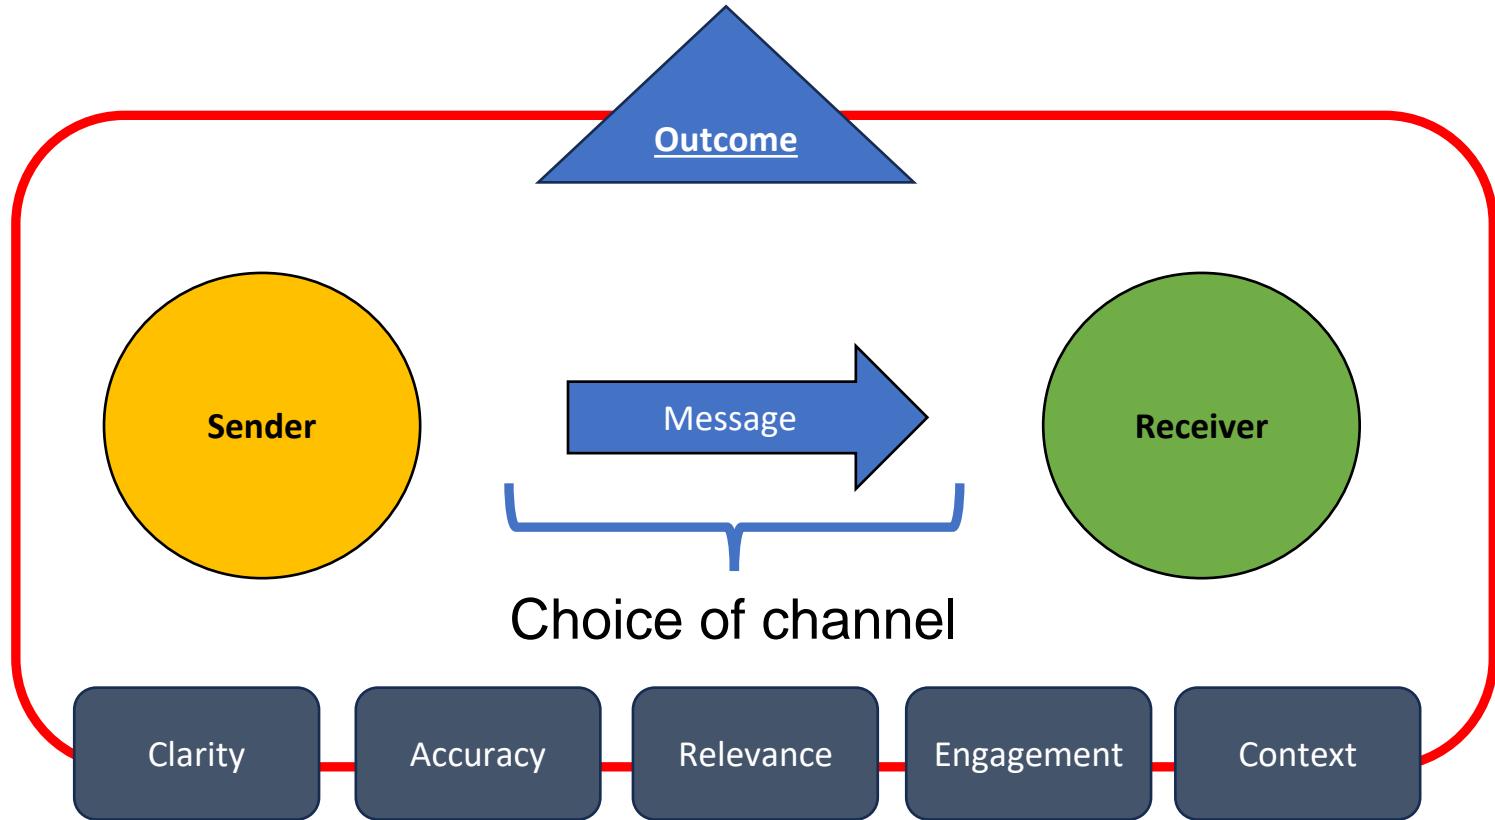 Outcome
Sender
Message
Receiver
Choice of channel
Clarity
Accuracy
Relevance
Engagement
Context